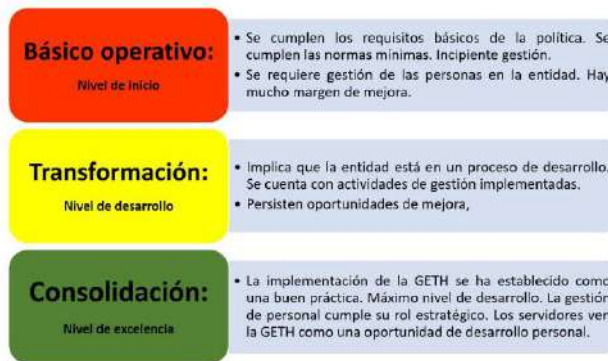 Básico operativo:
Nivel de inicio
• Se cumplen los requisitos básicos de la política. Se
cumplen las normas mínimas. Incipiente gestión.
• Se requiere gestión de las personas en la entidad. Hay
mucho margen de mejora.
Transformación:
Nivel de desarrollo
• Implica que la entidad está en un proceso de desarrollo.
Se cuenta con actividades de gestión implementadas.
• Persisten oportunidades de mejora,
Consolidación:
Nivel de excelencia
• La implementación de la GETH se ha establecido como
una buen práctica. Máximo nivel de desarrollo. La gestión
de personal cumple su rol estratégico. Los servidores ven
la GETH como una oportunidad de desarrollo personal.